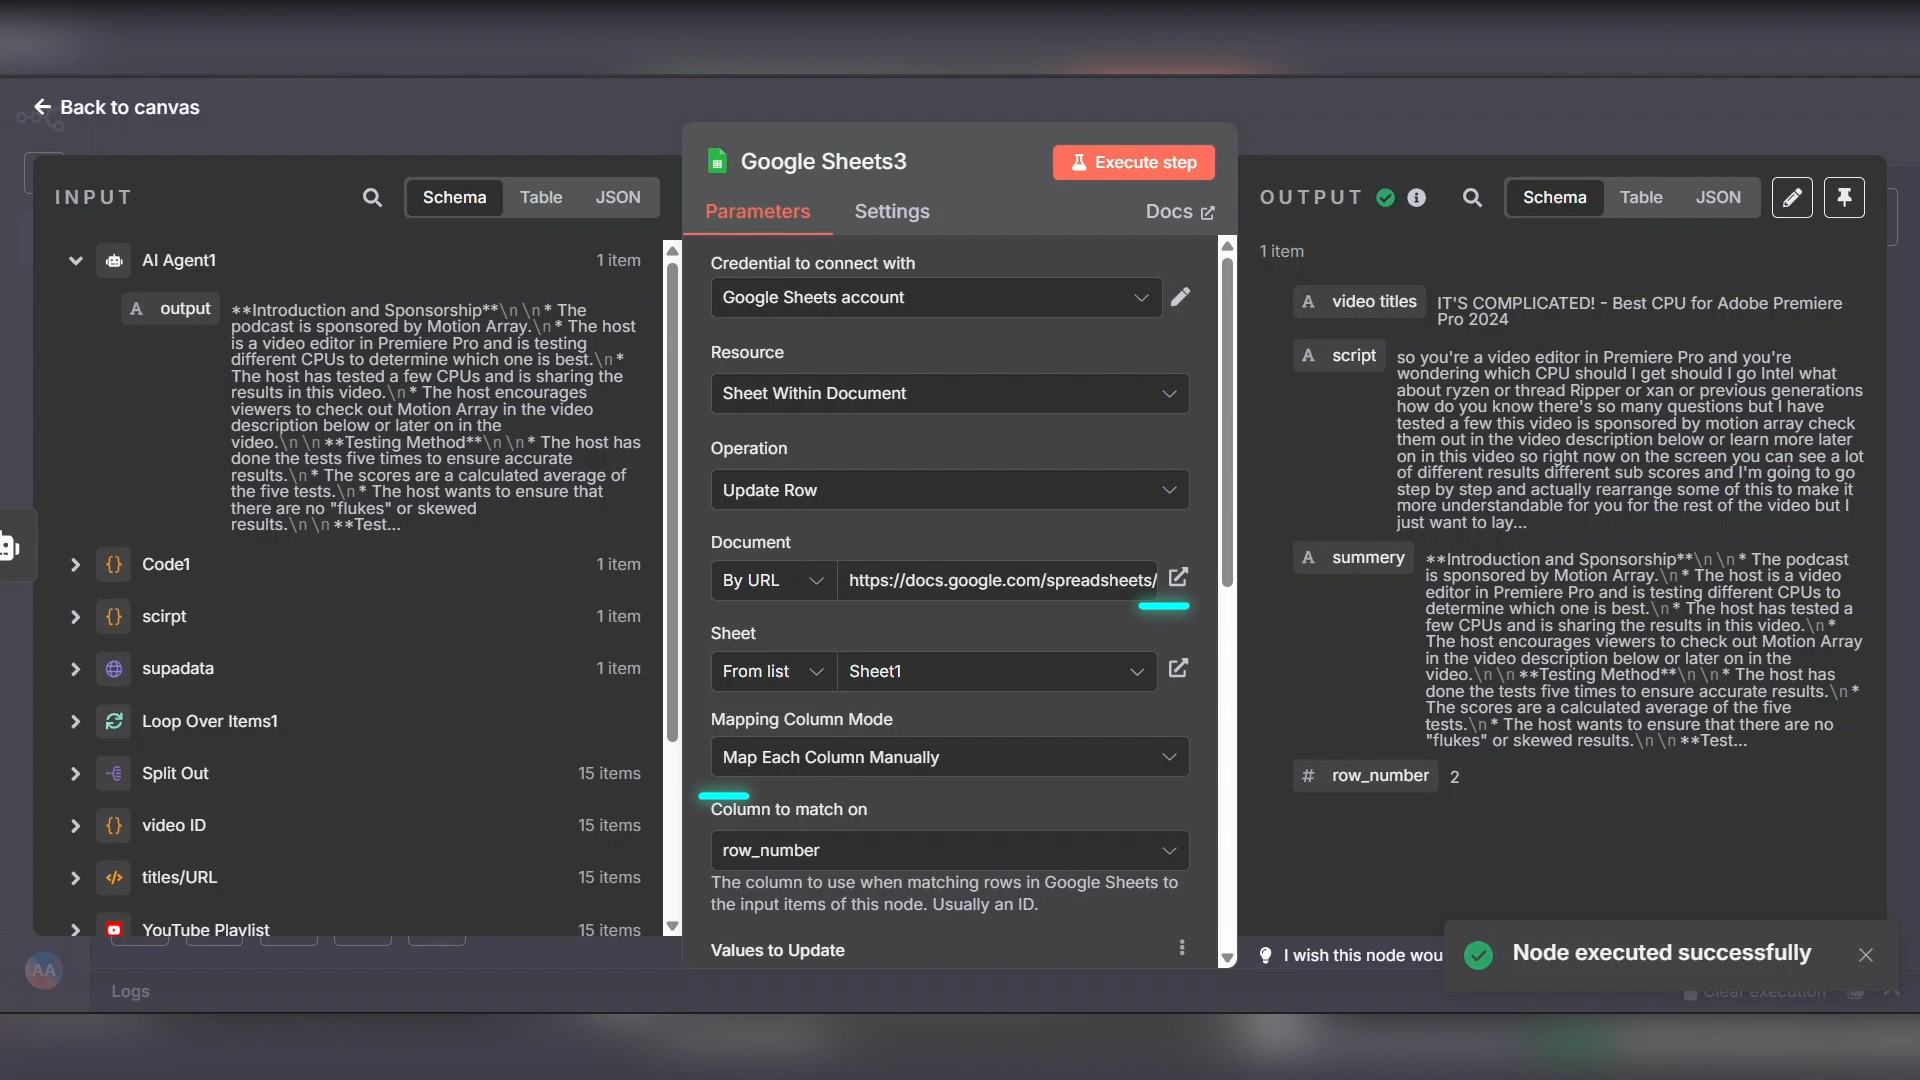 Back to canvas
INPUT
Schema
Table
JSON
AI Agent1
1 item
output
**Introduction and Sponsorship**\n\n* The
podcast is sponsored by Motion Array.\n* The host
is a video editor in Premiere Pro and is testing
different CPUs to determine which one is best.\n*
The host has tested a few CPUs and is sharing the
results in this video.\n* The host encourages
viewers to check out Motion Array in the video
description below or later on in the
video.\n\n**Testing Method**\n\n* The host has
done the tests five times to ensure accurate
results.\n* The scores are a calculated average of
the five tests.\n* The host wants to ensure that
there are no "flukes" or skewed
results.\n\n**Test...
Code1
1 item
scirpt
1 item
supadata
1 item
Loop Over Items1
Split Out
15 items
video ID
15 items
titles/URL
15 items
YouTube Playlist
15 items
AA
Logs
Google Sheets3
Execute step
Parameters
Settings
Docs
Credential to connect with
Google Sheets account
Resource
Sheet Within Document
Operation
Update Row
Document
By URL
https://docs.google.com/spreadsheets/
Sheet
From list
Sheet1
Mapping Column Mode
Map Each Column Manually
Column to match on
row_number
The column to use when matching rows in Google Sheets to
the input items of this node. Usually an ID.
Values to Update
OUTPUT
Schema
Table
JSON
1 item
video titles
IT'S COMPLICATED! - Best CPU for Adobe Premiere
Pro 2024
script
so you're a video editor in Premiere Pro and you're
wondering which CPU should I get should I go Intel what
about ryzen or thread Ripper or xan or previous generations
how do you know there's so many questions but I have
tested a few this video is sponsored by motion array check
them out in the video description below or learn more later
on in this video so right now on the screen you can see a lot
of different results different sub scores and I'm going to go
step by step and actually rearrange some of this to make it
more understandable for you for the rest of the video but I
just want to lay...
summery
**Introduction and Sponsorship**\n\n* The podcast
is sponsored by Motion Array.\n* The host is a video
editor in Premiere Pro and is testing different CPUs to
determine which one is best.\n* The host has tested a
few CPUs and is sharing the results in this video.\n*
The host encourages viewers to check out Motion Array
in the video description below or later on in the
video.\n\n**Testing Method**\n\n* The host has
done the tests five times to ensure accurate results.\n*
The scores are a calculated average of the five
tests.\n* The host wants to ensure that there are no
"flukes" or skewed results.\n\n**Test...
row_number
2
I wish this node wou
Node executed successfully
Clear execution